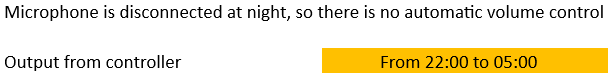 Microphone is disconnected at night, so there is no automatic volume control
Output from controller From 22:00 to 05:00